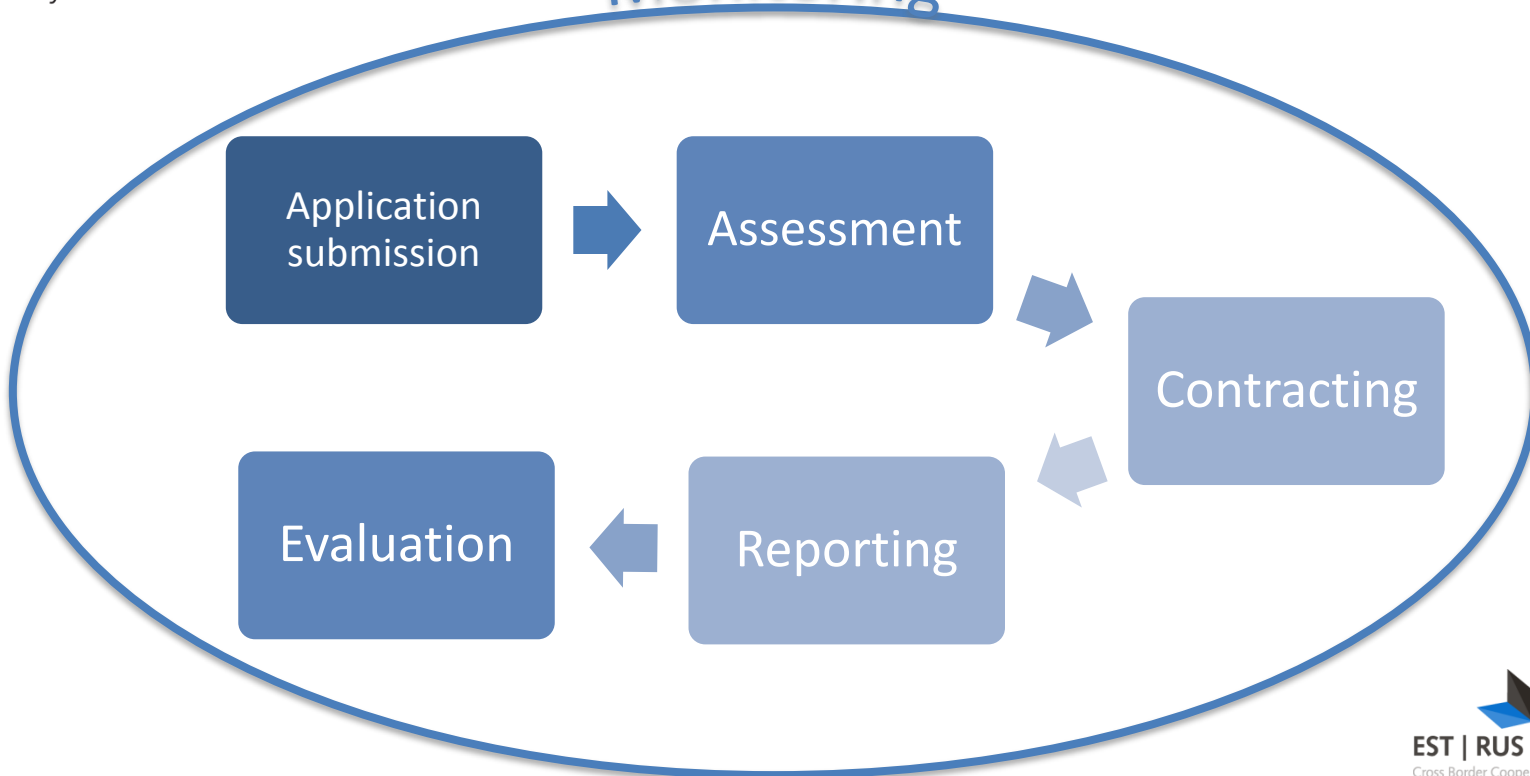 Application
submission
Assessment
Contracting
Evaluation
Reporting
EST | RUS